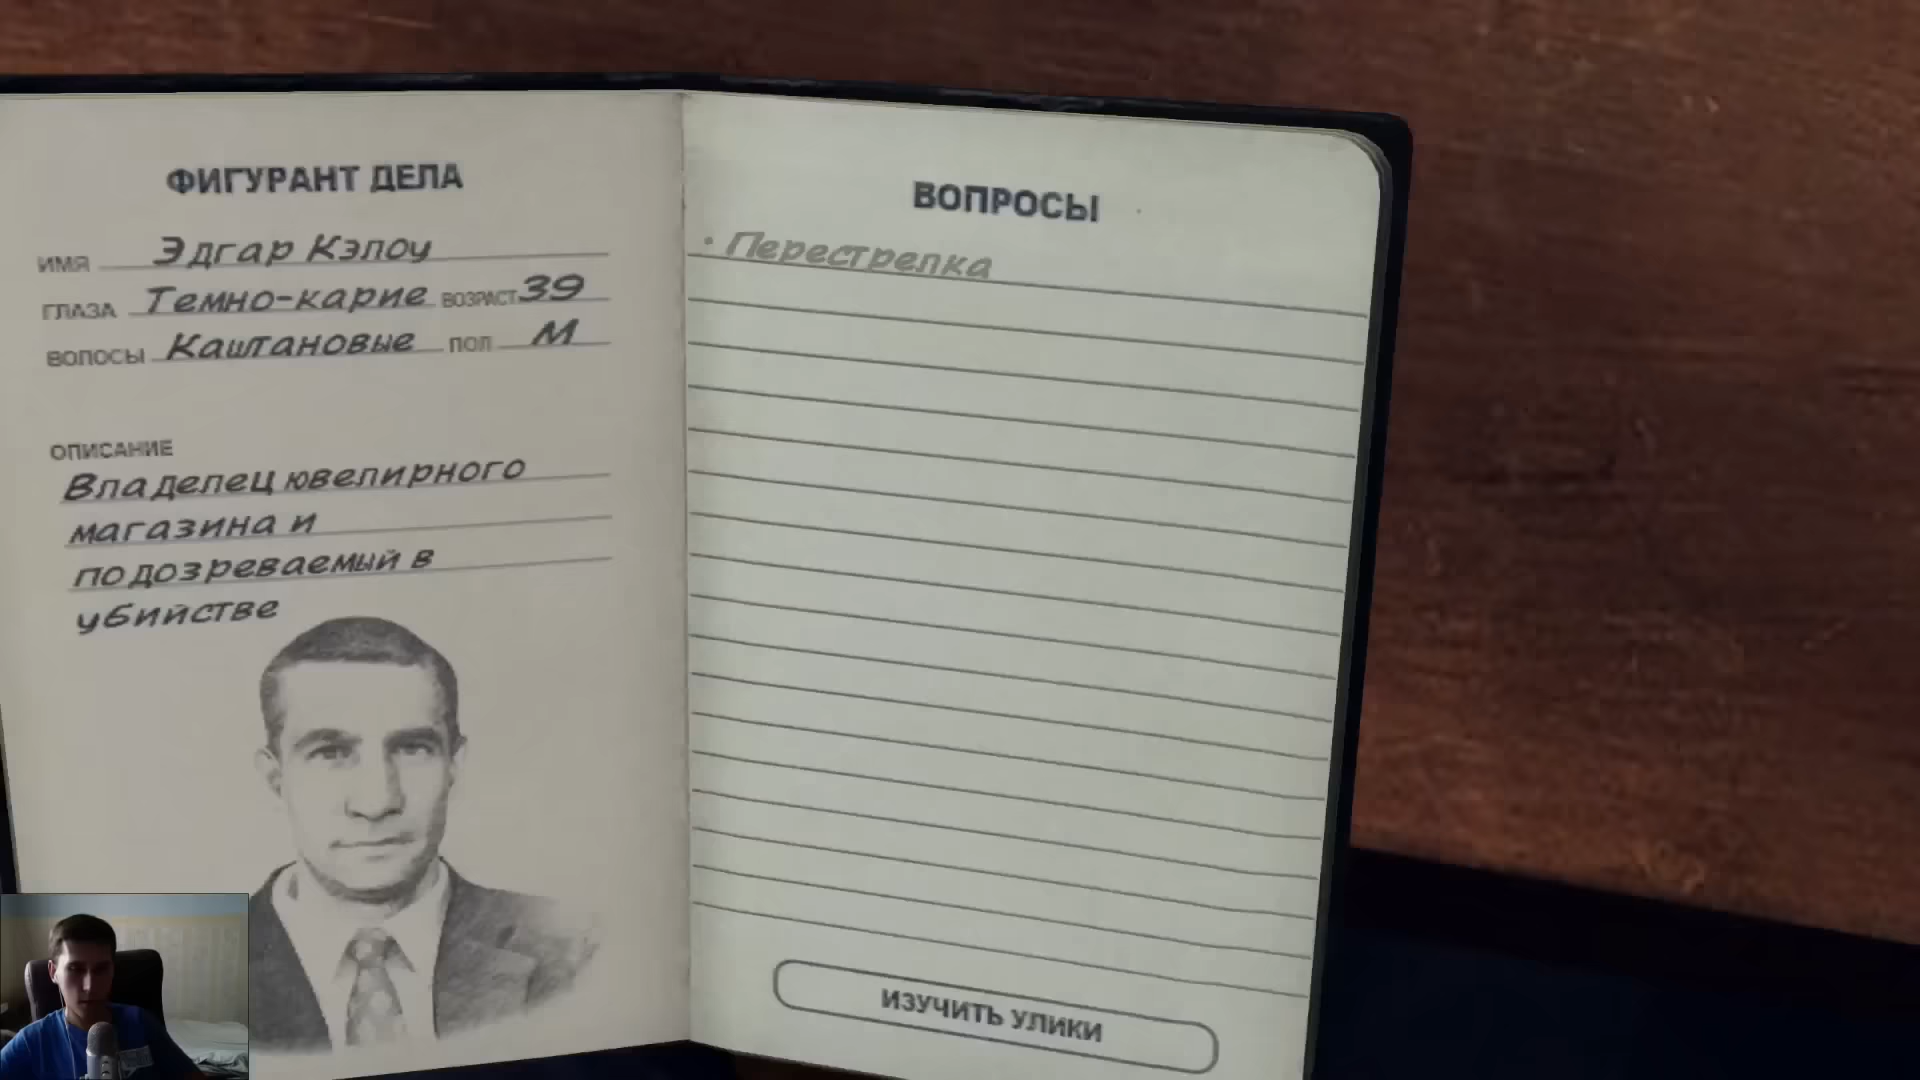 ФИГУРАНТ ДЕЛА
ИМЯ Эдгар Кэлоу
ГЛАЗА Темно-карие ВОЗРАСТ 39
ВОЛОСЫ Каштановые ПОЛ М
ОПИСАНИЕ
Владелец ювелирного
магазина и
подозреваемый в
убийстве
ВОПРОСЫ
· Перестрелка
ИЗУЧИТЬ УЛИКИ